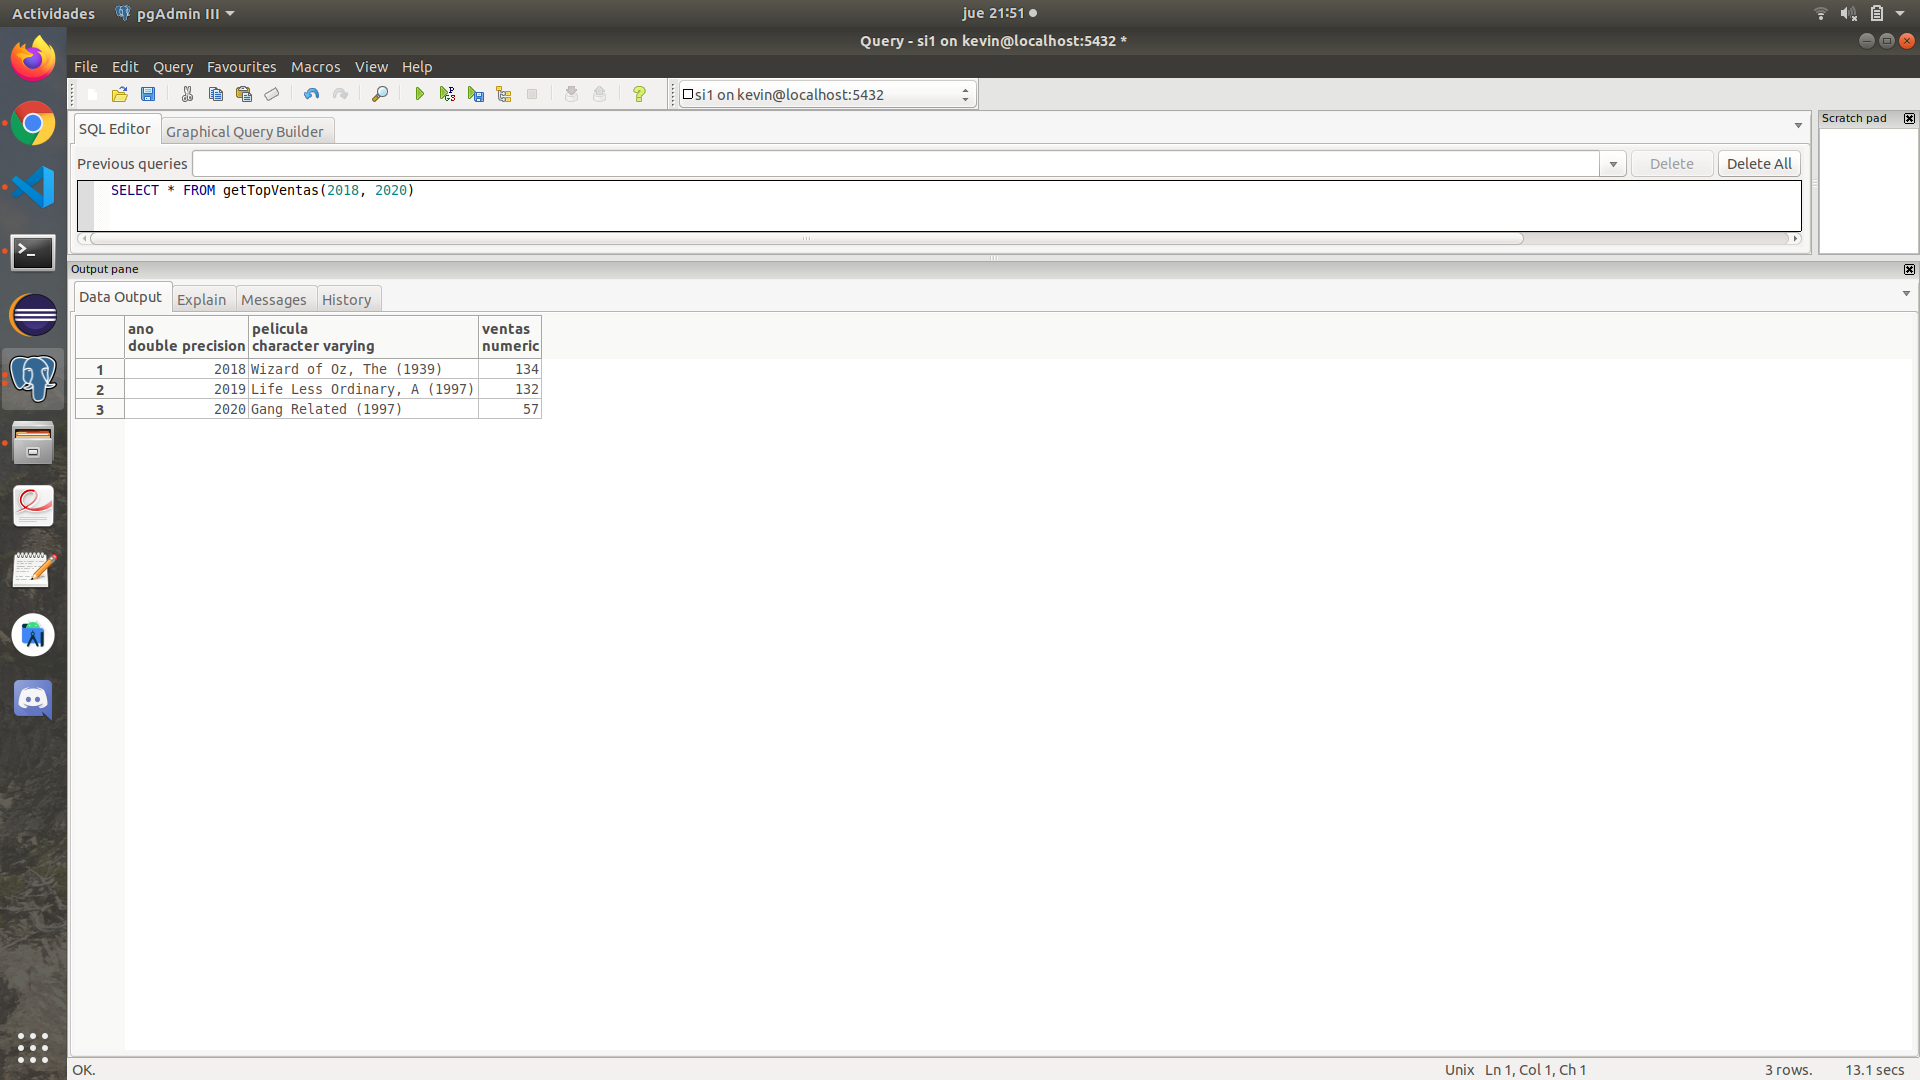 Actividades pgAdmin III jue 21:51
Query - si1 on kevin@localhost:5432 *
File Edit Query Favourites Macros View Help
si1 on kevin@localhost:5432
SQL Editor Graphical Query Builder
Scratch pad
Previous queries Delete Delete All
SELECT * FROM getTopVentas(2018, 2020)
Output pane
Data Output Explain Messages History
ano pelicula ventas
double precision character varying numeric
1 2018 Wizard of Oz, The (1939) 134
2 2019 Life Less Ordinary, A (1997) 132
3 2020 Gang Related (1997) 57
OK. Unix Ln 1, Col 1, Ch 1 3 rows. 13.1 secs